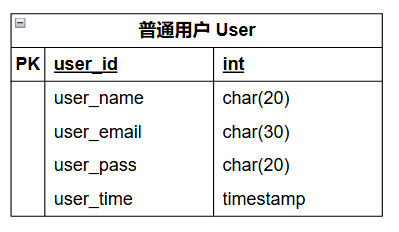 普通用户 User
PK user_id int
user_name char(20)
user_email char(30)
user_pass char(20)
user_time timestamp